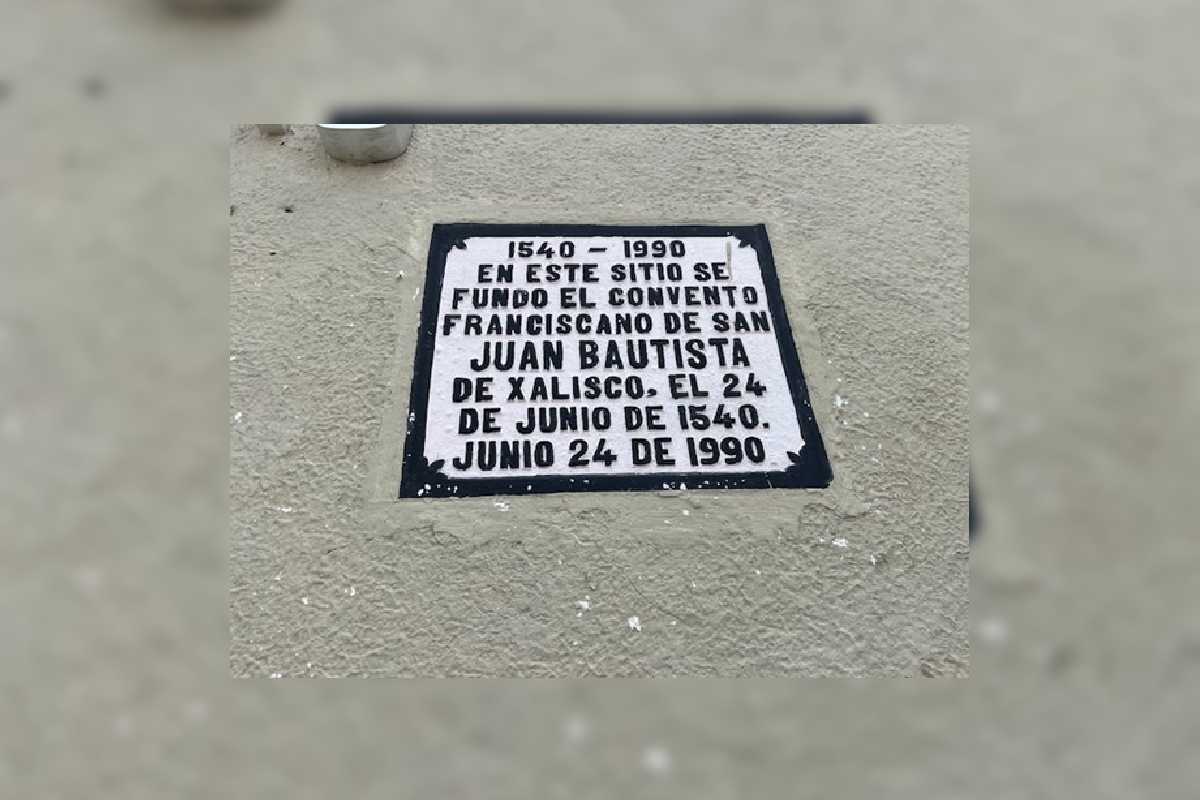 1540 - 1990
EN ESTE SITIO SE
FUNDO EL CONVENTO
FRANCISCANO DE SAN
JUAN BAUTISTA
DE XALISCO, EL 24
DE JUNIO DE 1540.
JUNIO 24 DE 1990